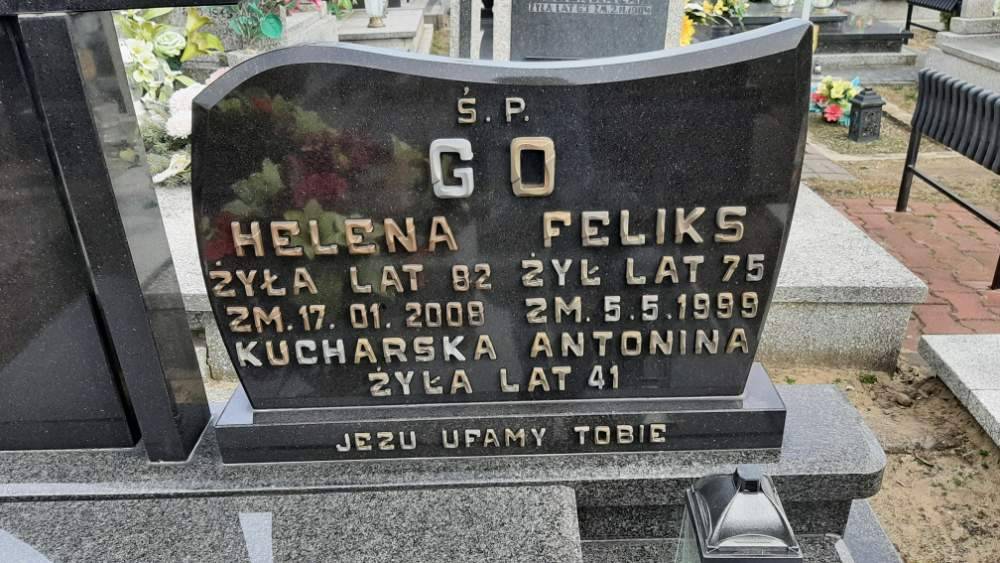 Ś.P.
GO
HELENA FELIKS
ŻYŁA LAT 82 ŻYŁ LAT 75
ZM.17.01.2008 ZM.5.5.1999
KUCHARSKA ANTONINA
ŻYŁA LAT 41
JEZU UFAMY TOBIE